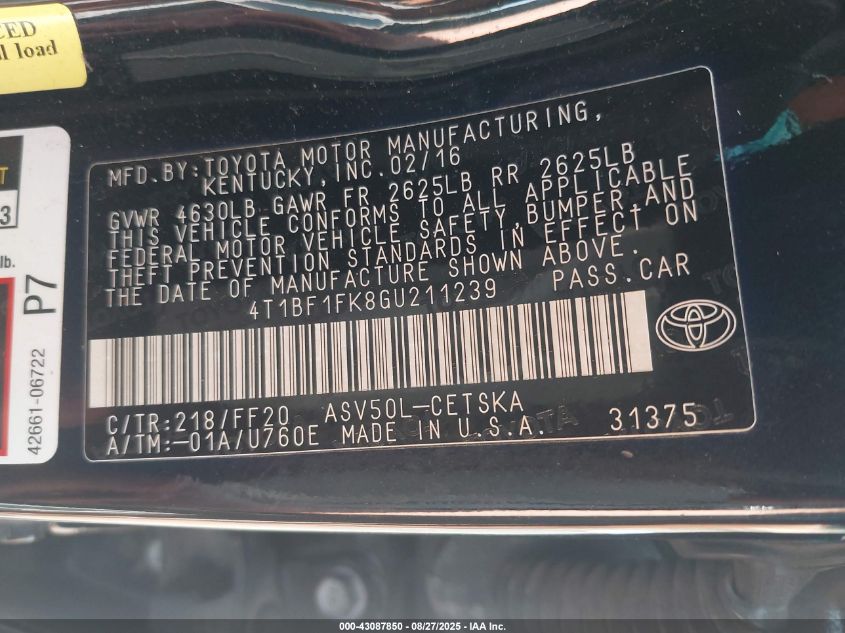 CED
l load
T
3
lb.
P7
42661-06722
MFD. BY: TOYOTA MOTOR MANUFACTURING,
KENTUCKY, INC. 02/16
GVWR 4630LB GAWR FR 2625LB RR 2625LB
THIS VEHICLE CONFORMS TO ALL APPLICABLE
FEDERAL MOTOR VEHICLE SAFETY, BUMPER, AND
THEFT PREVENTION STANDARDS IN EFFECT ON
THE DATE OF MANUFACTURE SHOWN ABOVE.
4T1BF1FK8GU211239 PASS. CAR
C/TR: 218/FF20 ASV50L-CETSKA
A/TM: -01A/U760E MADE IN U.S.A. 31375
000-43087850 - 08/27/2025 - IAA Inc.